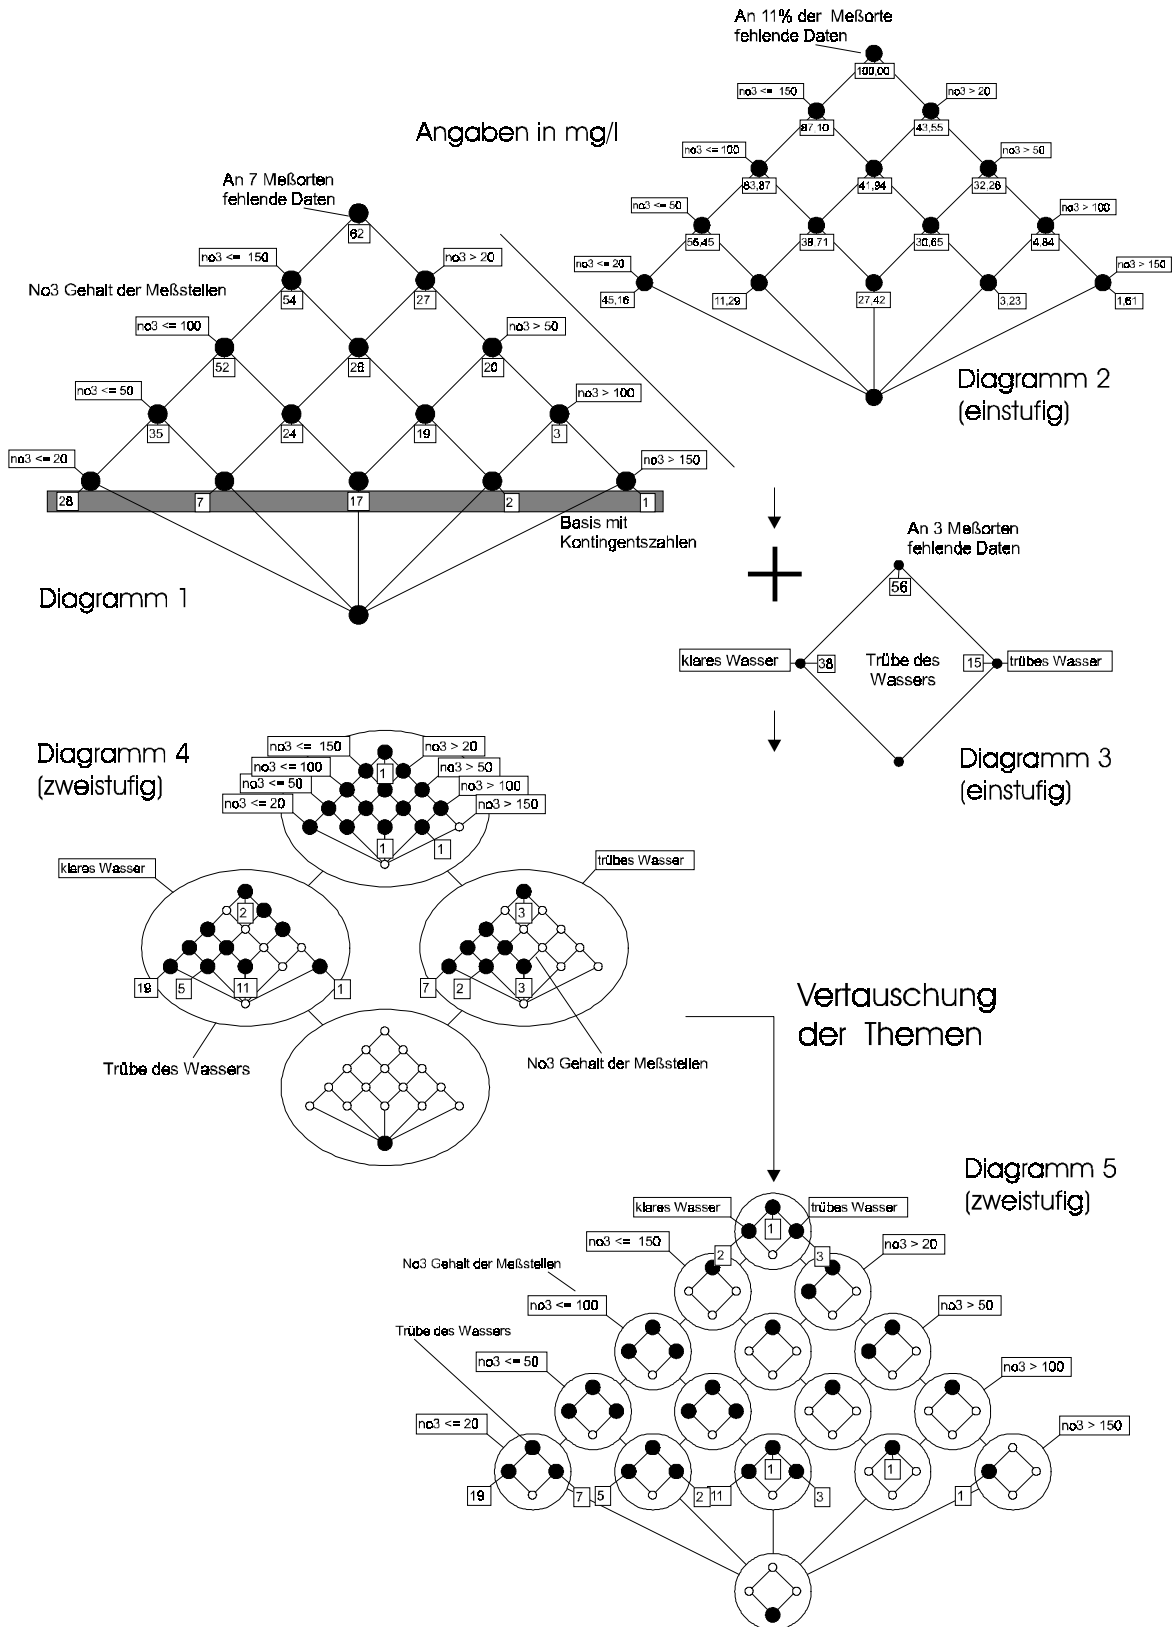 An 11% der Meßorte
fehlende Daten
100,00
no3 <= 150
no3 > 20
87,10
43,55
Angaben in mg/l
no3 <= 100
no3 > 50
83,87
41,94
32,26
no3 <= 50
no3 > 100
56,45
38,71
30,65
4,84
no3 <= 20
no3 > 150
45,16
11,29
27,42
3,23
1,61
Diagramm 2
(einstufig)
An 7 Meßorten
fehlende Daten
62
no3 <= 150
no3 > 20
No3 Gehalt der Meßstellen
54
27
no3 <= 100
no3 > 50
52
26
20
no3 <= 50
no3 > 100
35
24
19
3
no3 <= 20
no3 > 150
28
7
17
2
1
Basis mit
Kontingentszahlen
Diagramm 1
An 3 Meßorten
fehlende Daten
56
klares Wasser
38
Trübe des
Wassers
15
trübes Wasser
Diagramm 3
(einstufig)
Diagramm 4
(zweistufig)
no3 <= 150
no3 > 20
no3 <= 100
1
no3 > 50
no3 <= 50
no3 > 100
no3 <= 20
no3 > 150
1
1
klares Wasser
trübes Wasser
2
3
19
5
11
1
7
2
3
Trübe des Wassers
No3 Gehalt der Meßstellen
Vertauschung
der Themen
Diagramm 5
(zweistufig)
klares Wasser
trübes Wasser
1
no3 <= 150
2
3
no3 > 20
No3 Gehalt der Meßstellen
no3 <= 100
no3 > 50
Trübe des Wassers
no3 <= 50
no3 > 100
no3 <= 20
no3 > 150
1
1
19
7
5
2
11
3
1